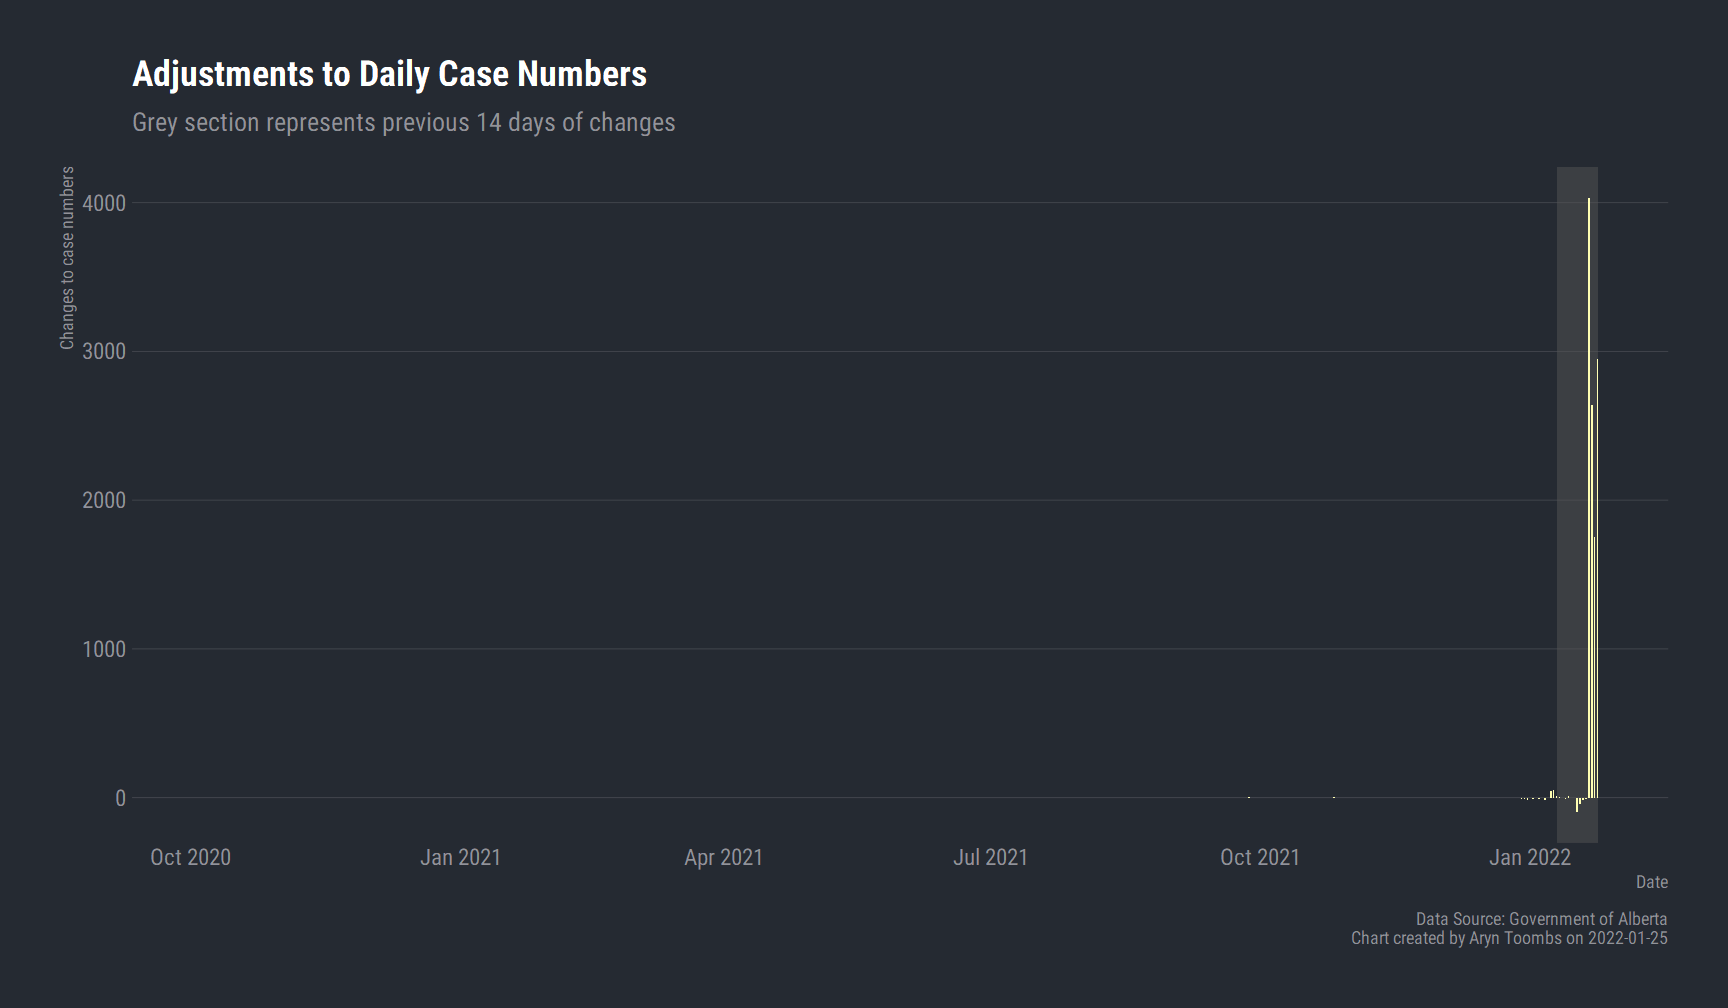 Adjustments to Daily Case Numbers
Grey section represents previous 14 days of changes
Changes to case numbers
4000
3000
2000
1000
0
Oct 2020
Jan 2021
Apr 2021
Jul 2021
Oct 2021
Jan 2022
Date
Data Source: Government of Alberta
Chart created by Aryn Toombs on 2022-01-25